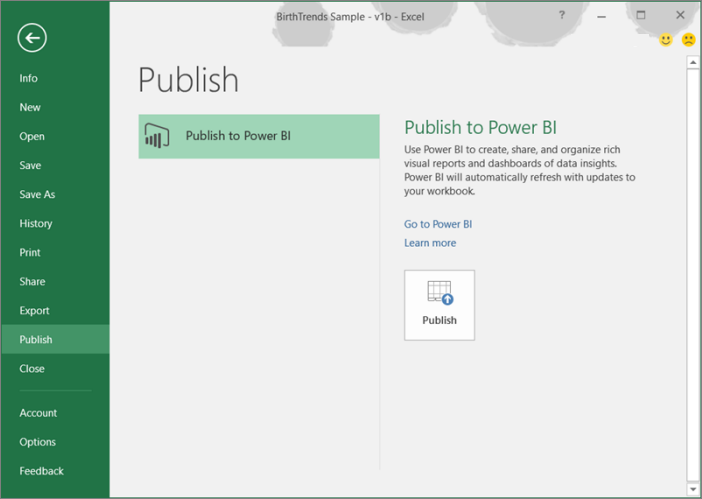 BirthTrends Sample - v1b - Excel
?
Info
New
Open
Save
Save As
History
Print
Share
Export
Publish
Close
Account
Options
Feedback
Publish
Publish to Power BI
Publish to Power BI
Use Power BI to create, share, and organize rich
visual reports and dashboards of data insights.
Power BI will automatically refresh with updates to
your workbook.
Go to Power BI
Learn more
Publish